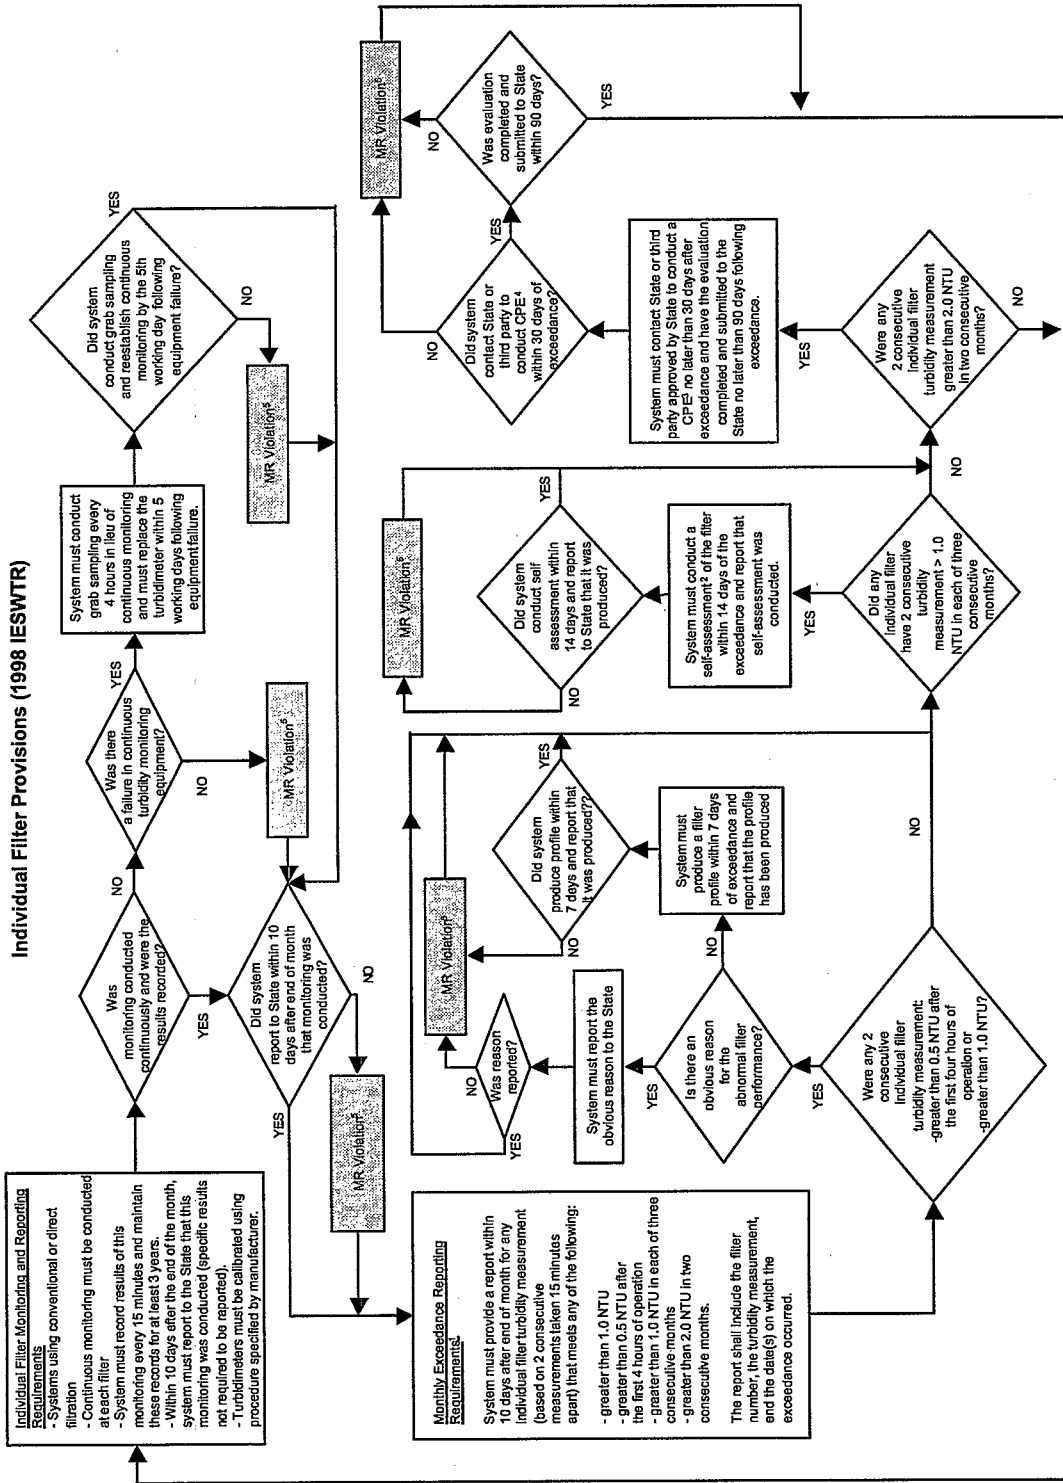 Individual Filter Provisions (1998 IESWTR)
Individual Filter Monitoring and Reporting
Requirements
- Systems using conventional or direct
filtration
- Continuous monitoring must be conducted
at each filter
- System must record results of this
monitoring every 15 minutes and maintain
these records for at least 3 years.
- Within 10 days after the end of the month,
system must report to the State that this
monitoring was conducted (specific results
not required to be reported).
- Turbidimeters must be calibrated using
procedure specified by manufacturer.
Was
monitoring conducted
continuously and were the
results recorded?
NO
YES
Was there
a failure in continuous
turbidity monitoring
equipment?
YES
NO
System must conduct
grab sampling every
4 hours in lieu of
continuous monitoring
and must replace the
turbidimeter within 5
working days following
equipment failure.
Did system
conduct grab sampling
and reestablish continuous
monitoring by the 5th
working day following
equipment failure?
YES
NO
MR Violation5
MR Violation5
Did system
report to State within 10
days after end of month
that monitoring was
conducted?
YES
NO
MR Violation5
Monthly Exceedance Reporting
Requirements1
System must provide a report within
10 days after end of month for any
individual filter turbidity measurement
(based on 2 consecutive
measurements taken 15 minutes
apart) that meets any of the following:
- greater than 1.0 NTU
- greater than 0.5 NTU after
the first 4 hours of operation
- greater than 1.0 NTU in each of three
consecutive months
- greater than 2.0 NTU in two
consecutive months.
The report shall include the filter
number, the turbidity measurement,
end the date(s) on which the
exceedance occurred.
Were any 2
consecutive
Individual filter
turbidity measurement:
-greater than 0.5 NTU after
the first four hours of
operation or
-greater than 1.0 NTU?
YES
NO
Is there an
obvious reason
for the
abnormal filter
performance?
YES
NO
System must report the
obvious reason to the State
Was reason
reported?
NO
YES
MR Violation5
System must
produce a filter
profile within 7 days
of exceedance and
report that the profile
has been produced
Did system
produce profile within
7 days and report that
It was produced??
NO
YES
Did any
Individual filter
have 2 consecutive
turbidity
measurement > 1.0
NTU in each of three
consecutive
months?
YES
NO
System must conduct a
self-assessment2 of the filter
within 14 days of the
exceedance and report that
self-assessment was
conducted.
Did system
conduct self
assessment within
14 days and report
to State that it was
produced?
NO
YES
MR Violation5
Were any
2 consecutive
Individual filter
turbidity measurement
greater than 2.0 NTU
in two consecutive
months?
YES
NO
System must contact State or third
party approved by State to conduct a
CPE3 no later than 30 days after
exceedance and have the evaluation
completed and submitted to the
State no later than 90 days following
exceedance.
Did system
contact State or
third party to
conduct CPE4
within 30 days of
exceedance?
NO
YES
Was evaluation
completed and
submitted to State
within 90 days?
NO
YES
MR Violation5